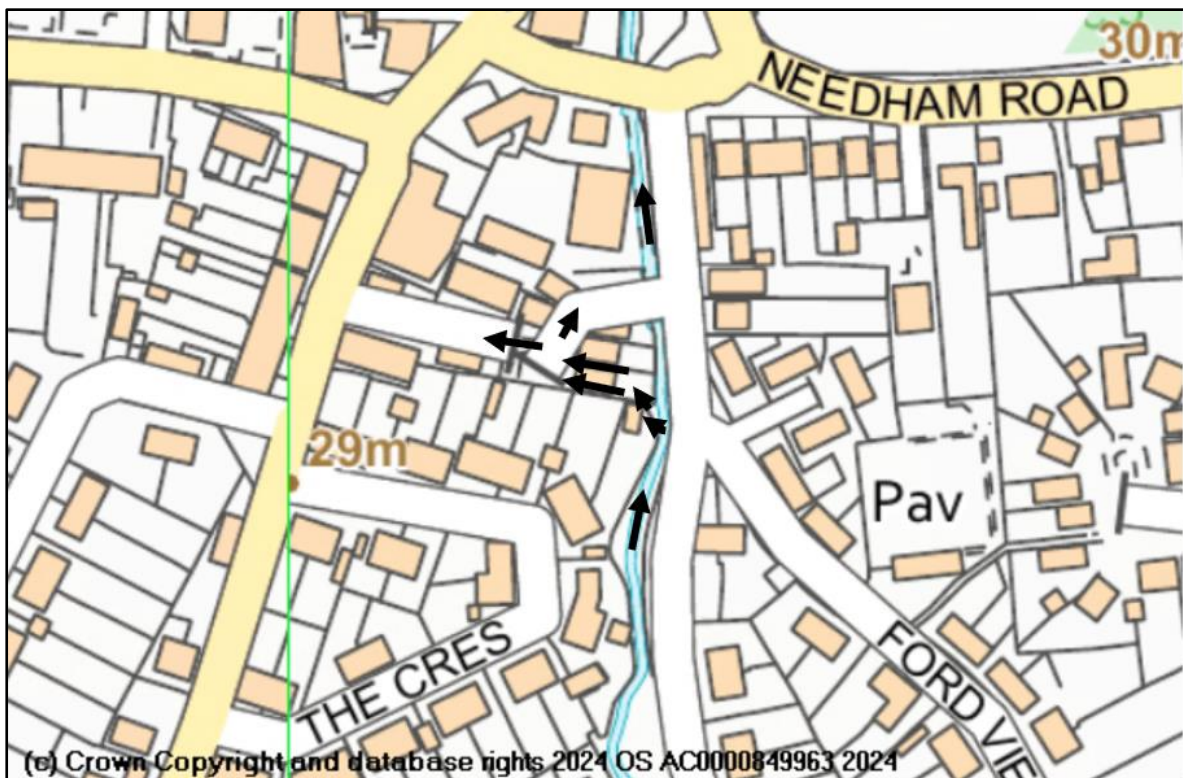 30m
NEEDHAM ROAD
29m
Pav
THE CRES
FORD VIE
(c) Crown Copyright and database rights 2024 OS AC0000849963 2024